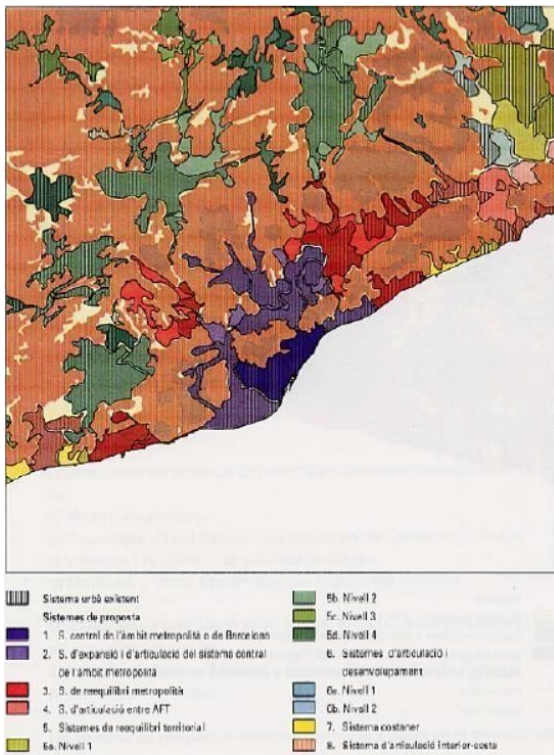 Sistema urbà existent
Sistemes de proposta
1. S. central de l'àmbit metropolità o de Barcelona
2. S. d'expansió i d'articulació del sistema central
de l'àmbit metropolità
3. S. de reequilibri metropolità
4. S. d'articulació entre AFT
5. Sistemes de reequilibri territorial
5a. Nivell 1
5b. Nivell 2
5c. Nivell 3
5d. Nivell 4
6. Sistemes d'articulació i
desenvolupament
6a. Nivell 1
6b. Nivell 2
7. Sistema costaner
8. Sistema d'articulació interior-costa